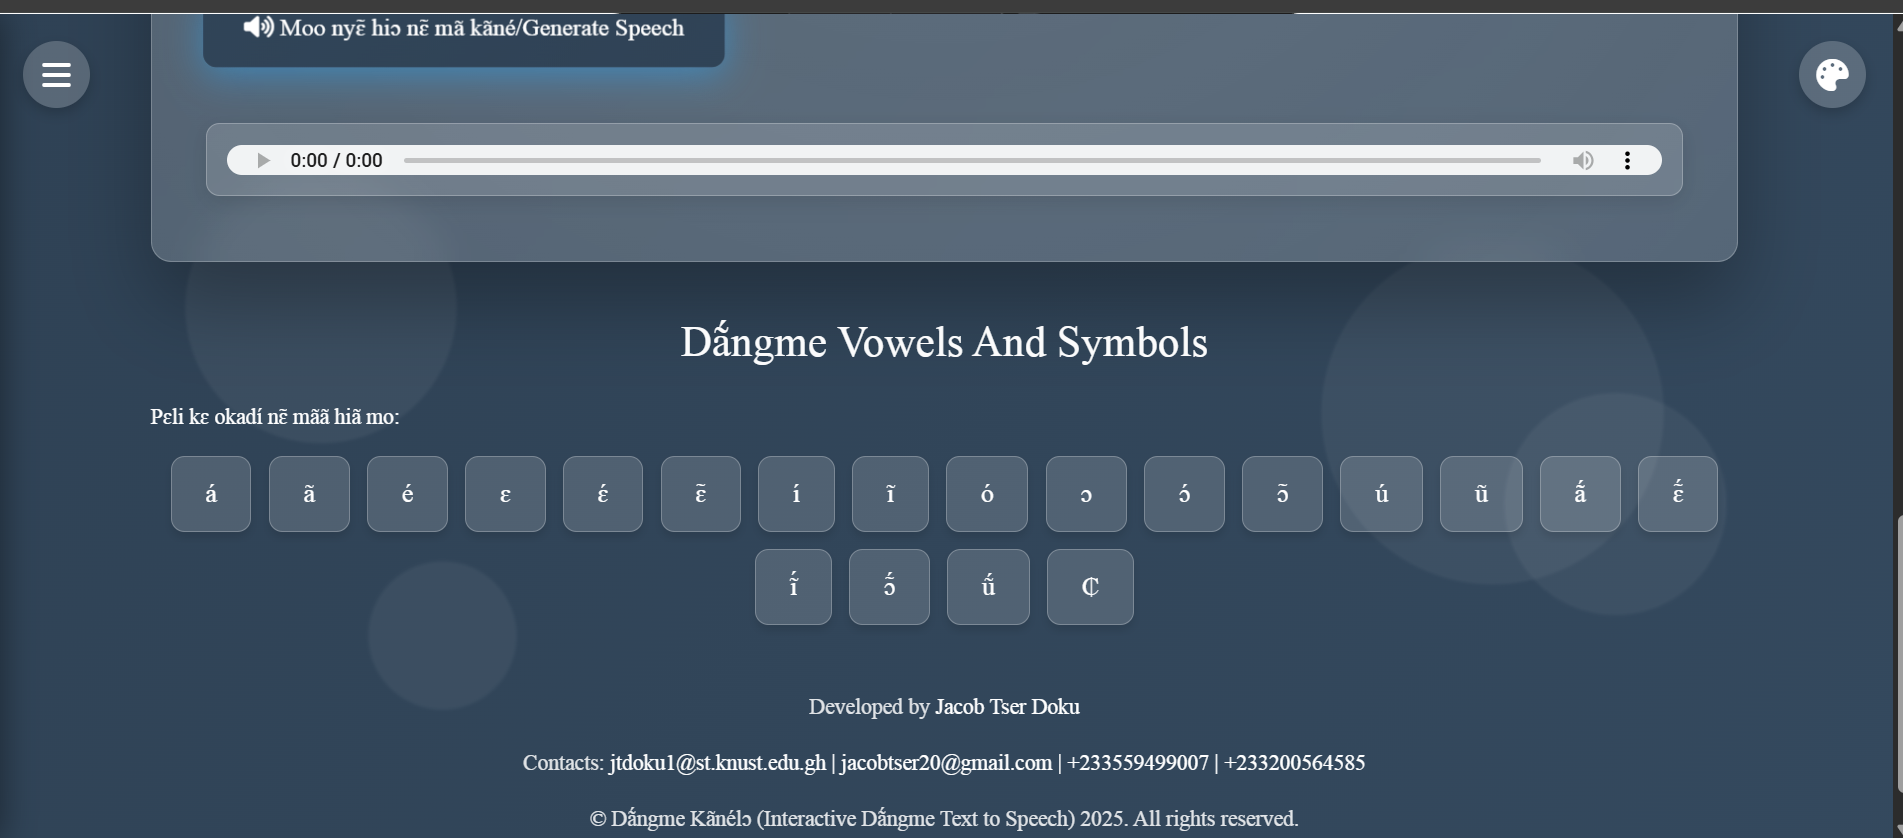 Moo nyɛ̃ hiɔ nɛ̃ mã kãné/Generate Speech
0:00 / 0:00
Dã́ngme Vowels And Symbols
Pɛli kɛ okadí nɛ̃ mãã hiã mo:
á ã é ɛ ɛ́ ɛ̃ í ĩ ó ɔ ɔ́ ɔ̃ ú ũ ã́ ɛ̃́
ĩ́ ɔ̃́ ṹ ₵
Developed by Jacob Tser Doku
Contacts: jtdoku1@st.knust.edu.gh | jacobtser20@gmail.com | +233559499007 | +233200564585
© Dã́ngme Kãnélɔ (Interactive Dã́ngme Text to Speech) 2025. All rights reserved.